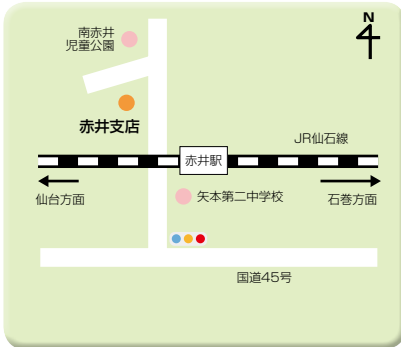 N
南赤井
児童公園
赤井支店
JR仙石線
赤井駅
仙台方面
矢本第二中学校
石巻方面
国道45号